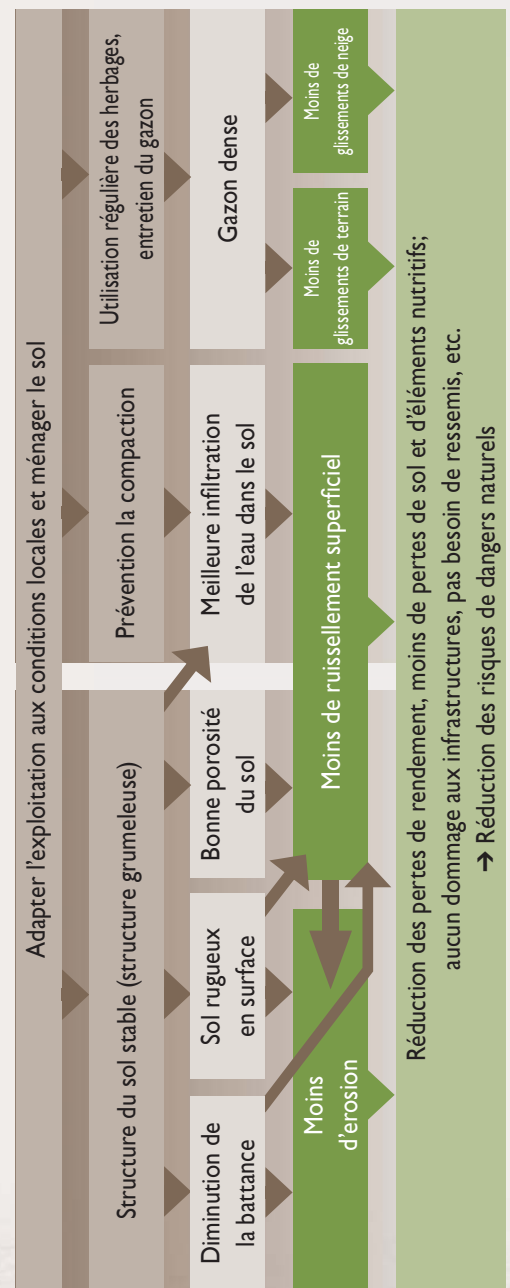 Adapter l'exploitation aux conditions locales et ménager le sol
Structure du sol stable (structure grumeleuse)
Prévention la compaction
Utilisation régulière des herbages,
entretien du gazon
Diminution de
la battance
Sol rugueux
en surface
Bonne porosité
du sol
Meilleure infiltration
de l'eau dans le sol
Gazon dense
Moins
d'erosion
Moins de ruissellement superficiel
Moins de
glissements de terrain
Moins de
glissements de neige
Réduction des pertes de rendement, moins de pertes de sol et d'éléments nutritifs;
aucun dommage aux infrastructures, pas besoin de ressemis, etc.
→ Réduction des risques de dangers naturels